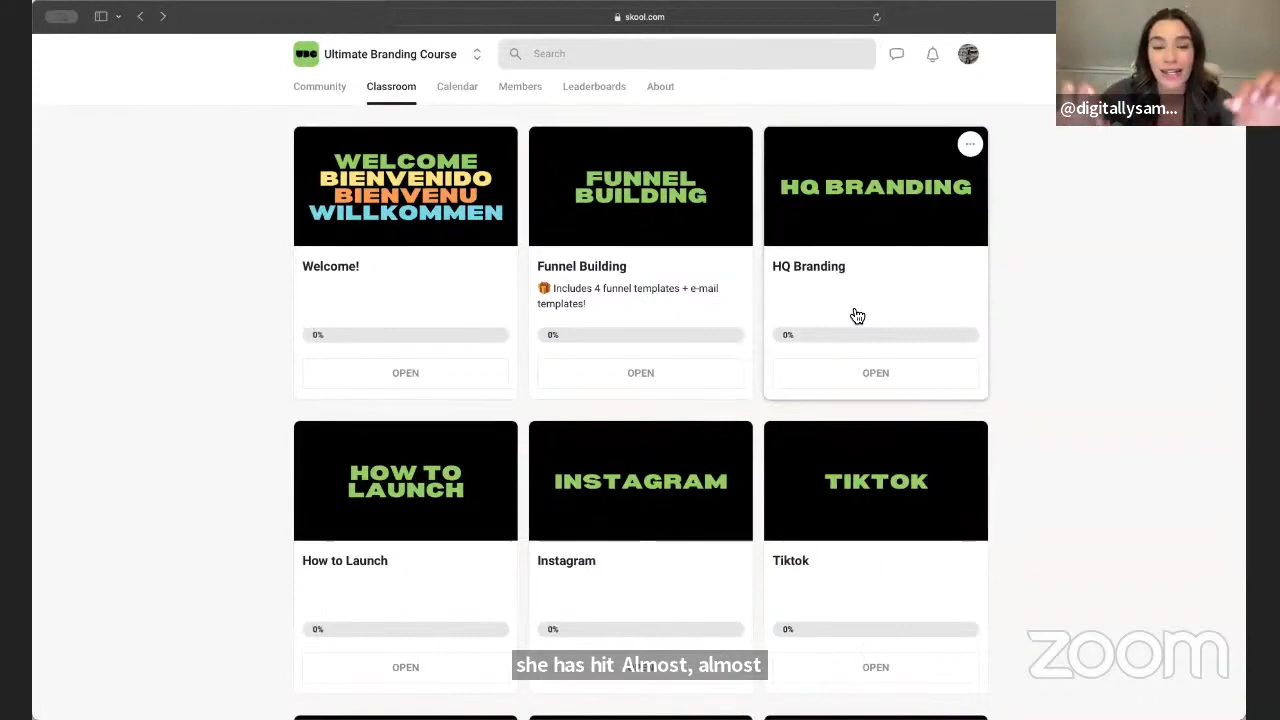 skool.com
UBC
Ultimate Branding Course
Search
Community
Classroom
Calendar
Members
Leaderboards
About
@digitallysam...
WELCOME
BIENVENIDO
BIENVENU
WILLKOMMEN
Welcome!
0%
OPEN
FUNNEL
BUILDING
Funnel Building
🎁 Includes 4 funnel templates + e-mail
templates!
0%
OPEN
HQ BRANDING
HQ Branding
0%
OPEN
HOW TO
LAUNCH
How to Launch
0%
OPEN
INSTAGRAM
Instagram
0%
TIKTOK
Tiktok
0%
OPEN
she has hit Almost, almost
zoom